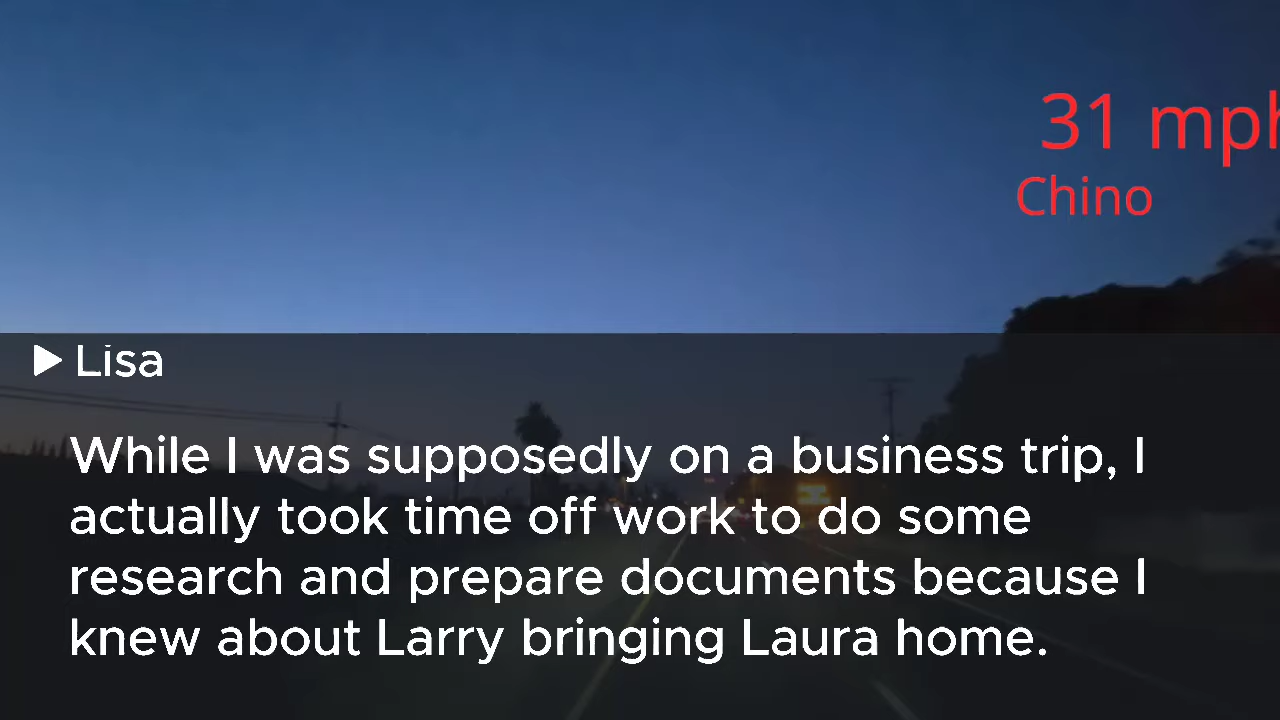 31 mph
Chino
Lisa
While I was supposedly on a business trip, I
actually took time off work to do some
research and prepare documents because I
knew about Larry bringing Laura home.